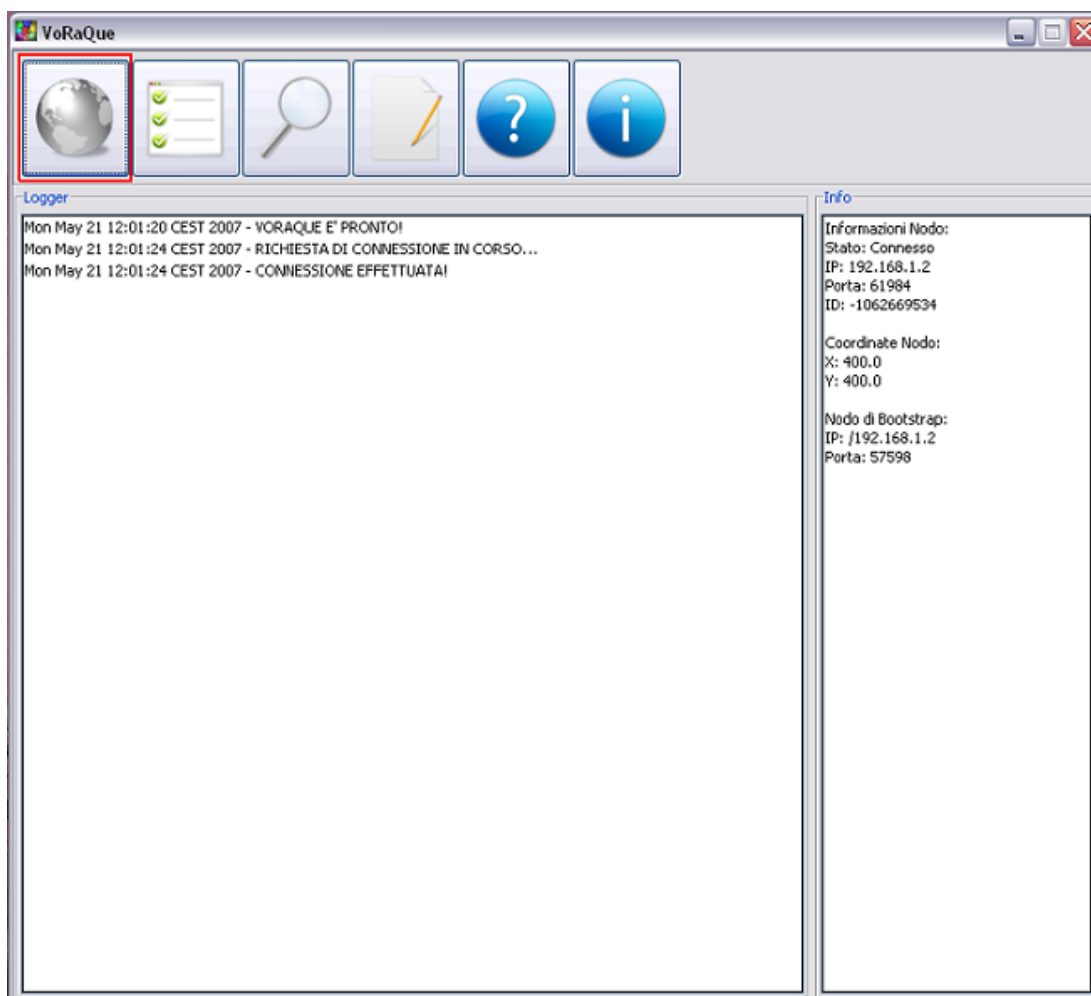 VoRaQue
Logger
Mon May 21 12:01:20 CEST 2007 - VORAQUE E' PRONTO!
Mon May 21 12:01:24 CEST 2007 - RICHIESTA DI CONNESSIONE IN CORSO...
Mon May 21 12:01:24 CEST 2007 - CONNESSIONE EFFETTUATA!
Info
Informazioni Nodo:
Stato: Connesso
IP: 192.168.1.2
Porta: 61984
ID: -1062669534
Coordinate Nodo:
X: 400.0
Y: 400.0
Nodo di Bootstrap:
IP: /192.168.1.2
Porta: 57598